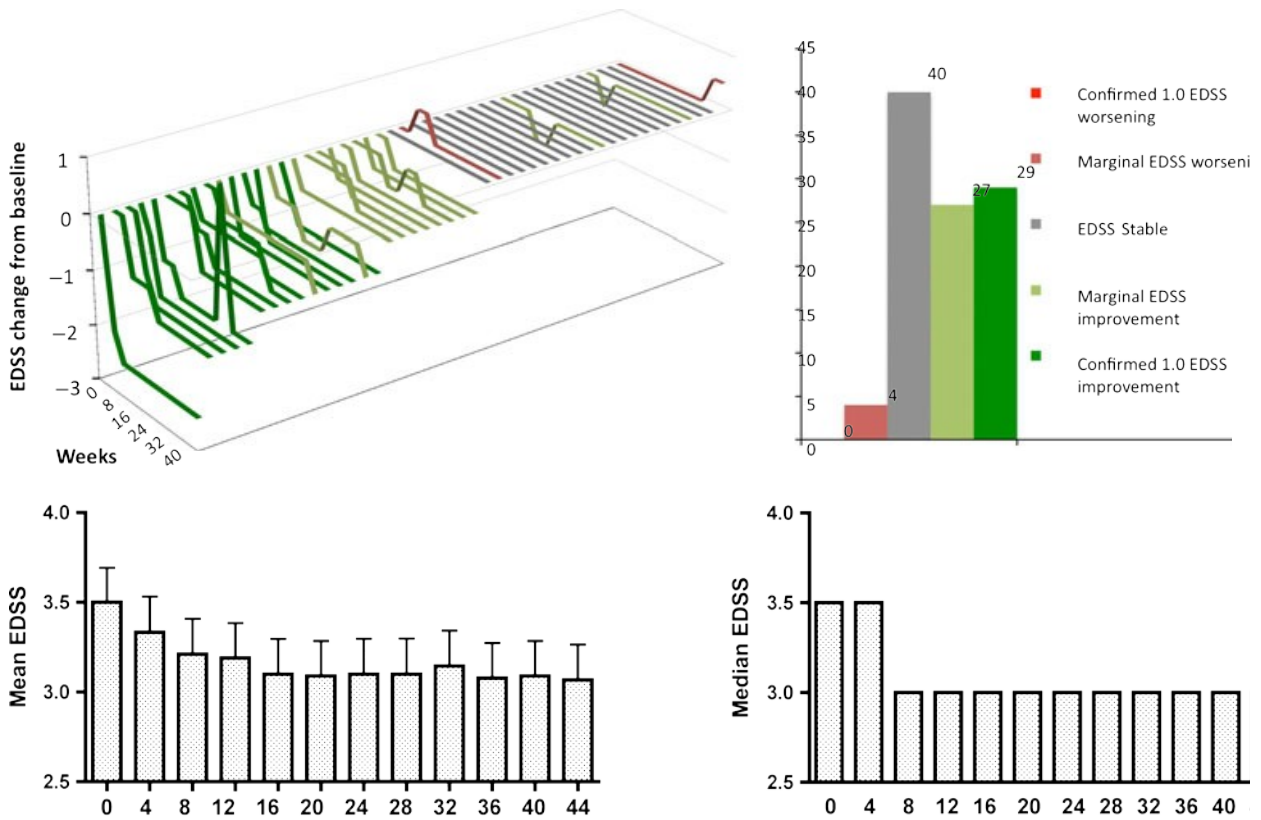 EDSS change from baseline
1
0
−1
−2
−3
0
8
16
24
32
40
Weeks
45
40
35
30
25
20
15
10
5
0
0
4
40
27
29
Confirmed 1.0 EDSS
worsening
Marginal EDSS worseni
EDSS Stable
Marginal EDSS
improvement
Confirmed 1.0 EDSS
improvement
Mean EDSS
4.0
3.5
3.0
2.5
0 4 8 12 16 20 24 28 32 36 40 44
Median EDSS
4.0
3.5
3.0
2.5
0 4 8 12 16 20 24 28 32 36 40